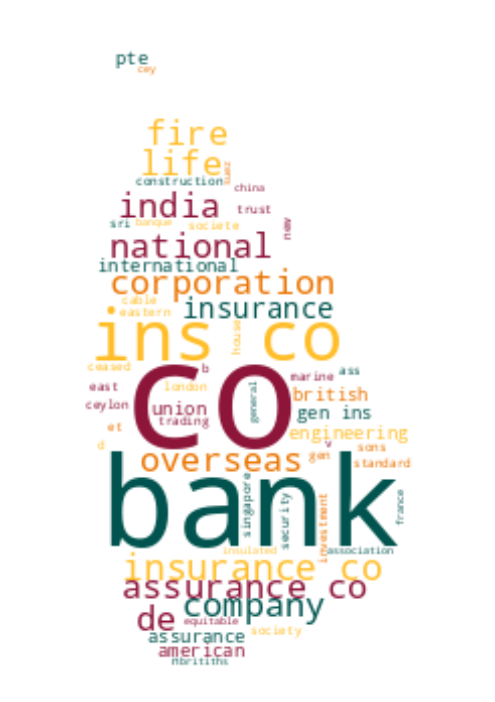 pte
cey
fire
life
suez
construction
china
india
trust
sri
banque
societe
new
national
international
corporation
cable
eastern
insurance
ins co
house
ceased
co
b
marine
ass
east
london
general
british
ceylon
union
gen ins
trading
et
engineering
d
v
sons
overseas
gen
standard
bank
singapore
security
investment
france
insulated
association
insurance co
assurance co
company
de
equitable
society
assurance
american